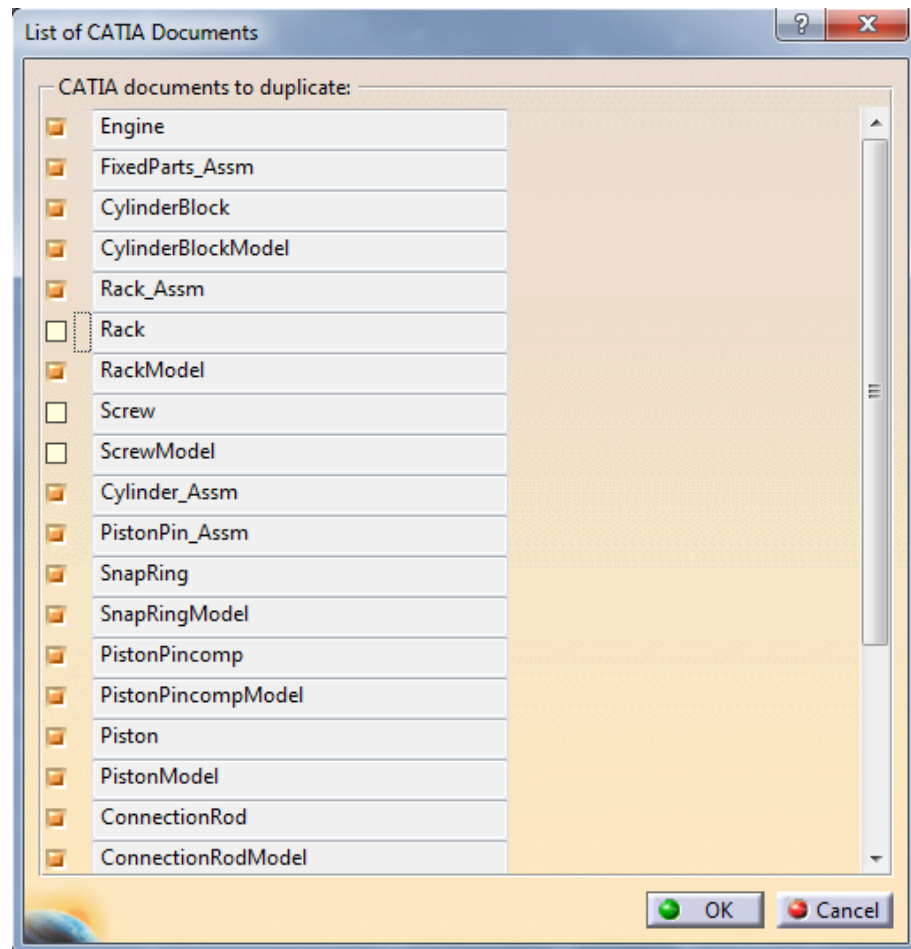 List of CATIA Documents
CATIA documents to duplicate:
Engine
FixedParts_Assm
CylinderBlock
CylinderBlockModel
Rack_Assm
Rack
RackModel
Screw
ScrewModel
Cylinder_Assm
PistonPin_Assm
SnapRing
SnapRingModel
PistonPincomp
PistonPincompModel
Piston
PistonModel
ConnectionRod
ConnectionRodModel
OK Cancel